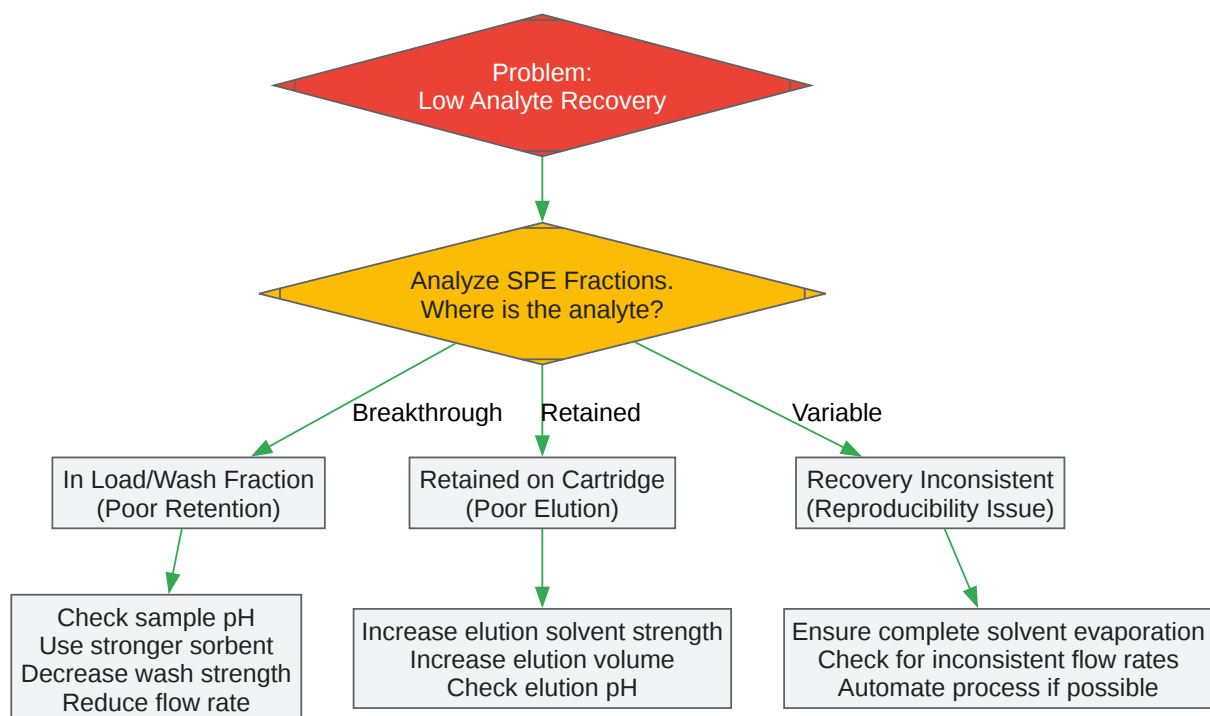 Problem:
Low Analyte Recovery
Analyze SPE Fractions.
Where is the analyte?
Breakthrough
Retained
Variable
In Load/Wash Fraction
(Poor Retention)
Retained on Cartridge
(Poor Elution)
Recovery Inconsistent
(Reproducibility Issue)
Check sample pH
Use stronger sorbent
Decrease wash strength
Reduce flow rate
Increase elution solvent strength
Increase elution volume
Check elution pH
Ensure complete solvent evaporation
Check for inconsistent flow rates
Automate process if possible